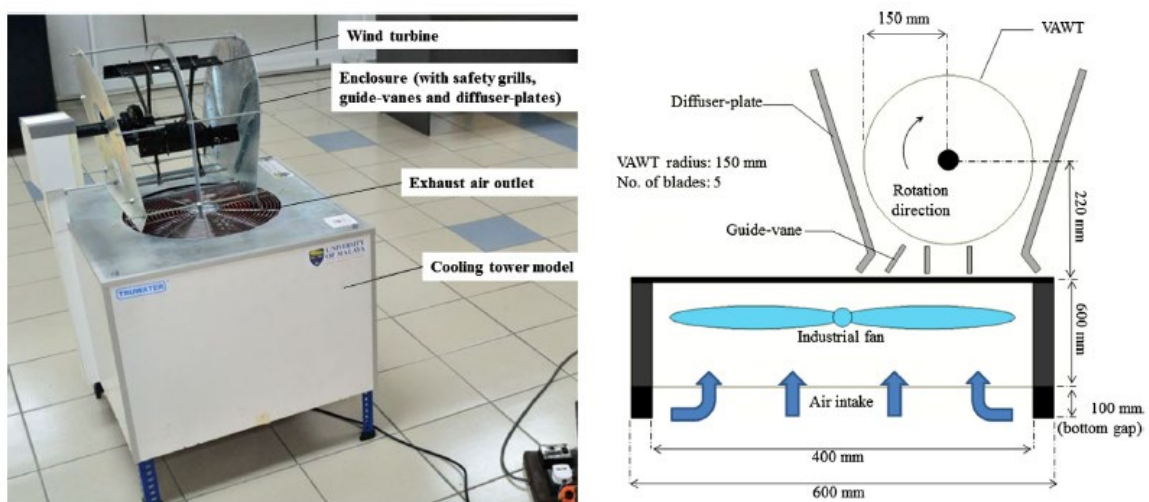 Wind turbine
Enclosure (with safety grills,
guide-vanes and diffuser-plates)
Exhaust air outlet
UNIVERSITY
OF MALAYA
Cooling tower model
TRUWATER
150 mm
VAWT
Diffuser-plate
VAWT radius: 150 mm
No. of blades: 5
Rotation
direction
220 mm
Guide-vane
Industrial fan
600 mm
Air intake
100 mm
(bottom gap)
400 mm
600 mm